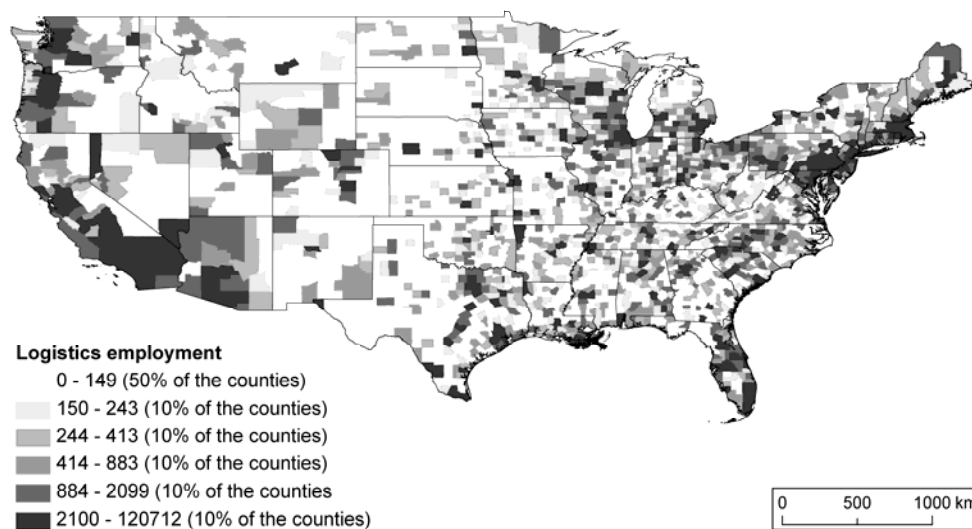 Logistics employment
0 - 149 (50% of the counties)
150 - 243 (10% of the counties)
244 - 413 (10% of the counties)
414 - 883 (10% of the counties)
884 - 2099 (10% of the counties
2100 - 120712 (10% of the counties)
0 500 1000 km